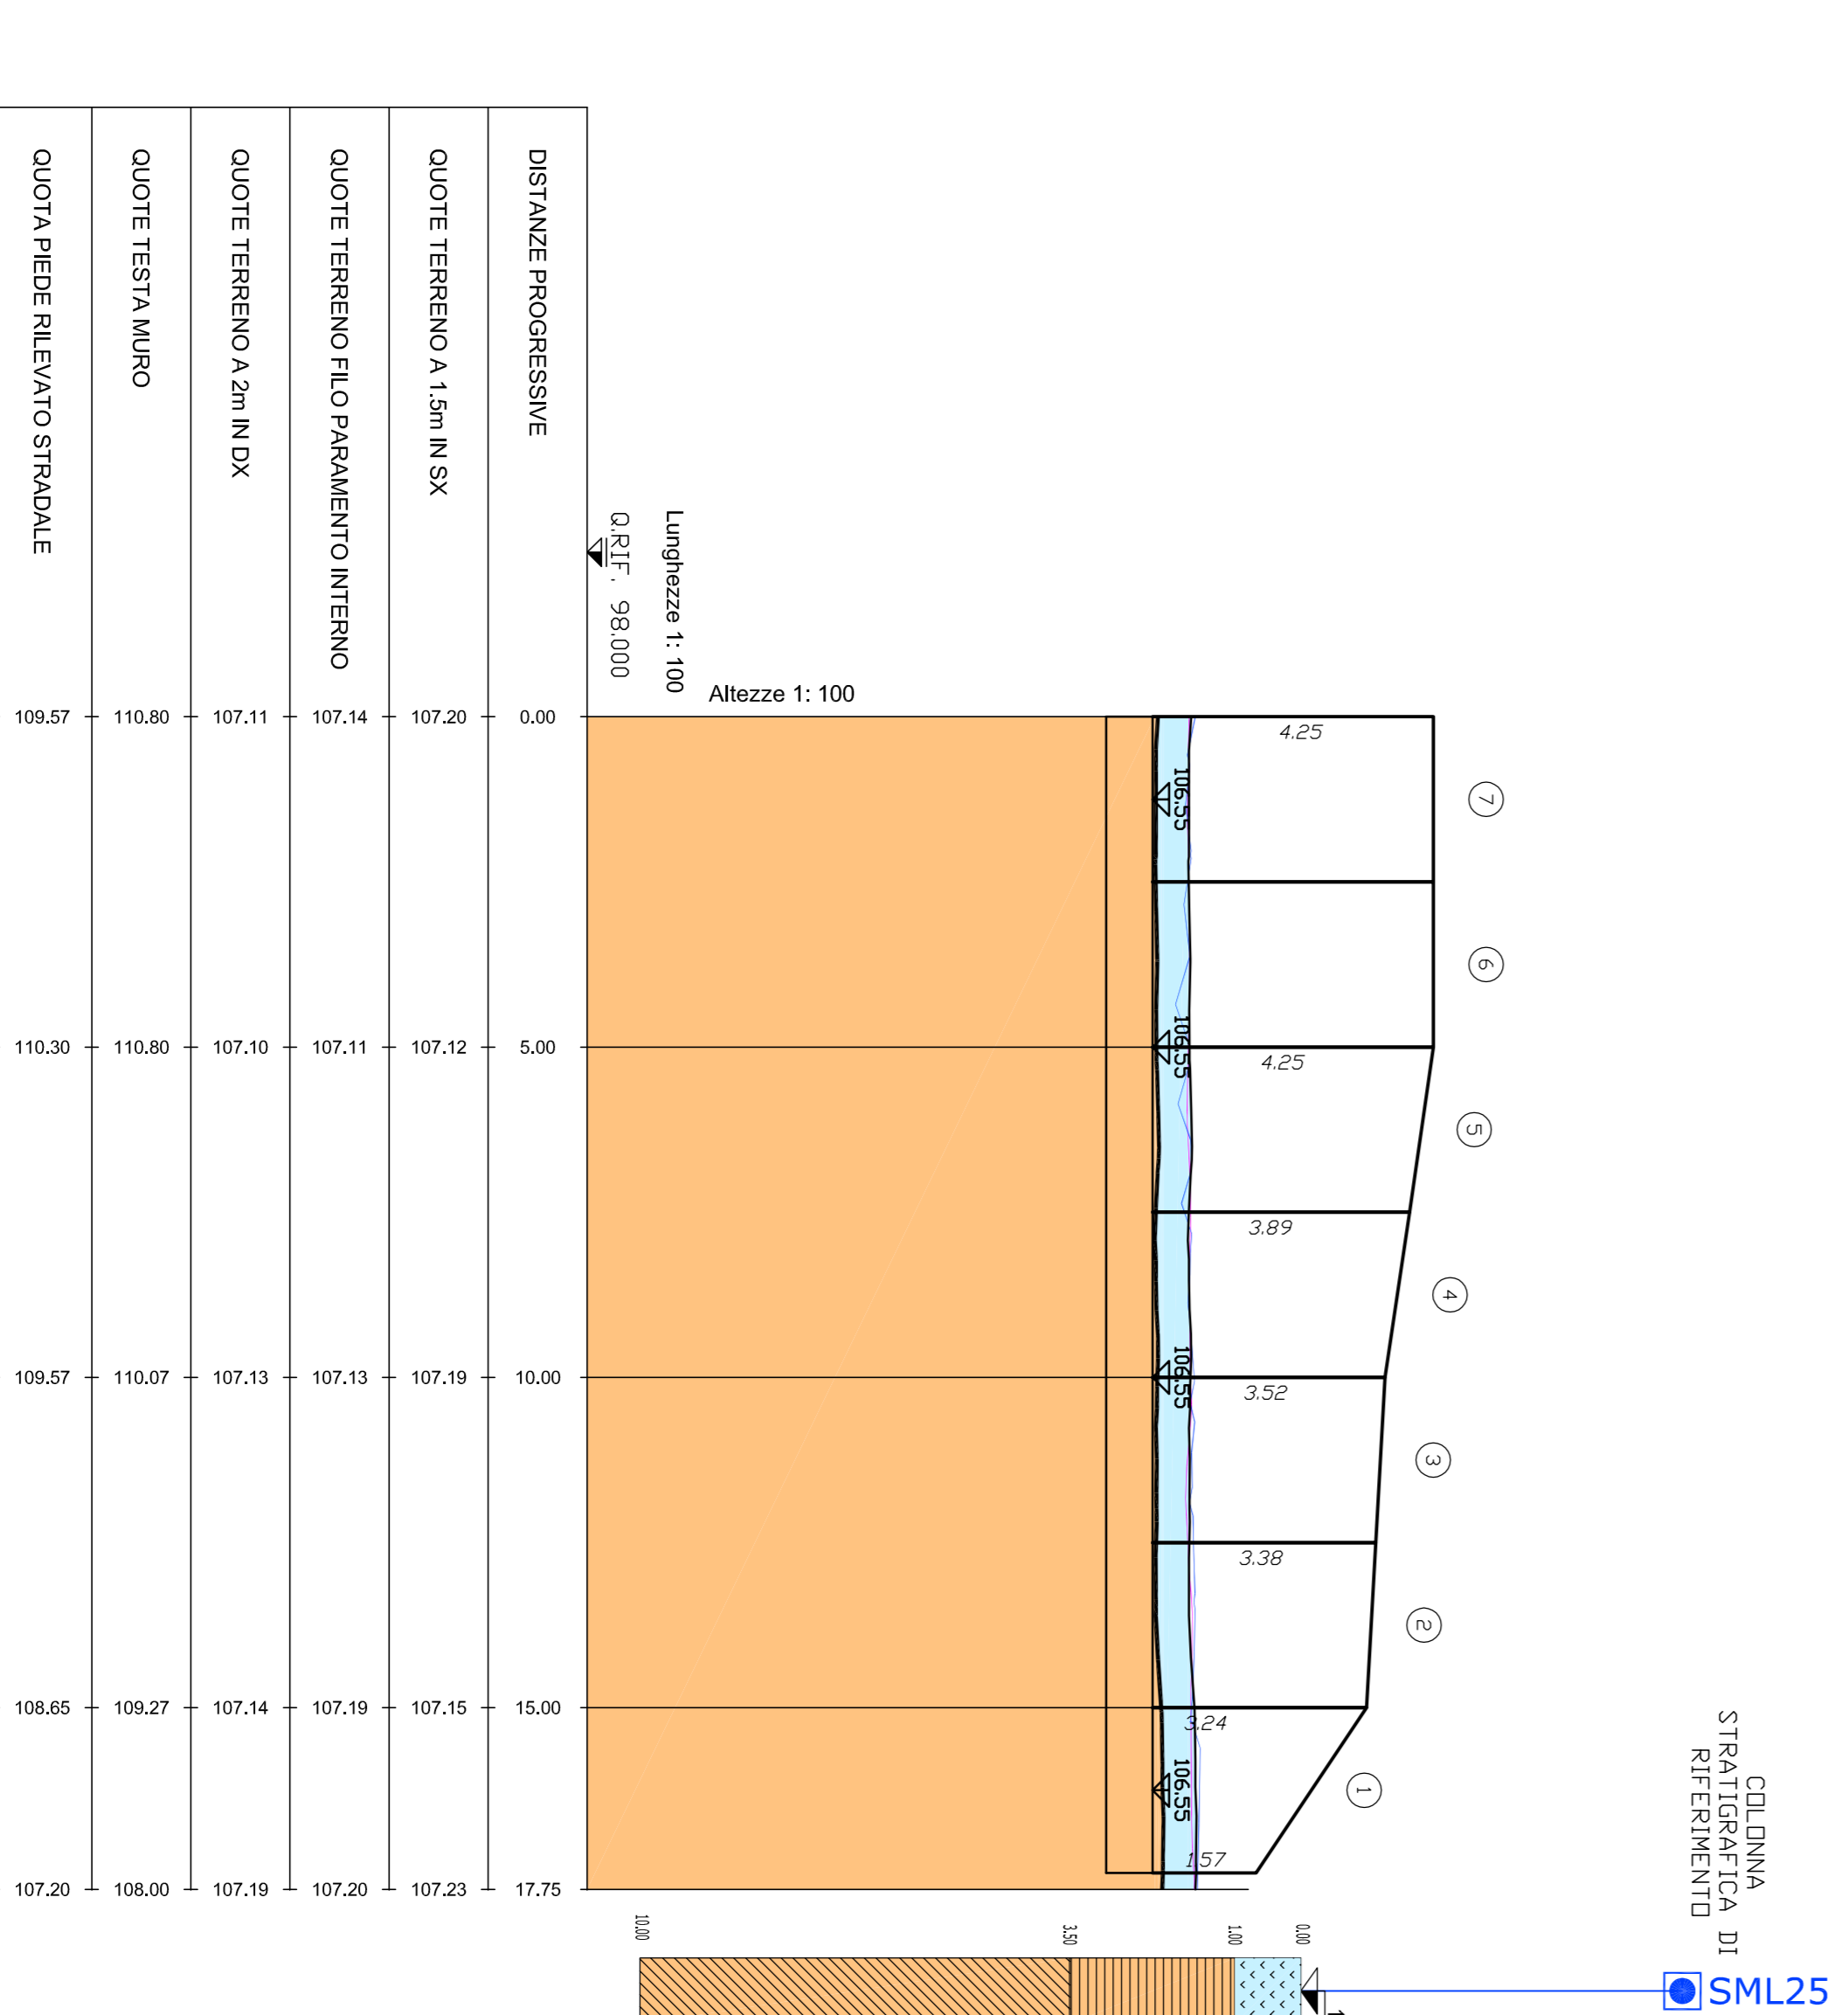 COLONNA
STRATIGRAFICA DI
RIFERIMENTO
SML25
7
6
5
4
3
2
1
4.25
4.25
3.89
3.52
3.38
3.24
1.57
106.55
106.55
106.55
106.55
0.00
1.00
3.50
10.00
Altezze 1: 100
Lunghezze 1: 100
Q.RIF. 98.000
DISTANZE PROGRESSIVE 0.00 5.00 10.00 15.00 17.75
QUOTE TERRENO A 1.5m IN SX 107.20 107.12 107.19 107.15 107.23
QUOTE TERRENO FILO PARAMENTO INTERNO 107.14 107.11 107.13 107.19 107.20
QUOTE TERRENO A 2m IN DX 107.11 107.10 107.13 107.14 107.19
QUOTE TESTA MURO 110.80 110.80 110.07 109.27 108.00
QUOTA PIEDE RILEVATO STRADALE 109.57 110.30 109.57 108.65 107.20